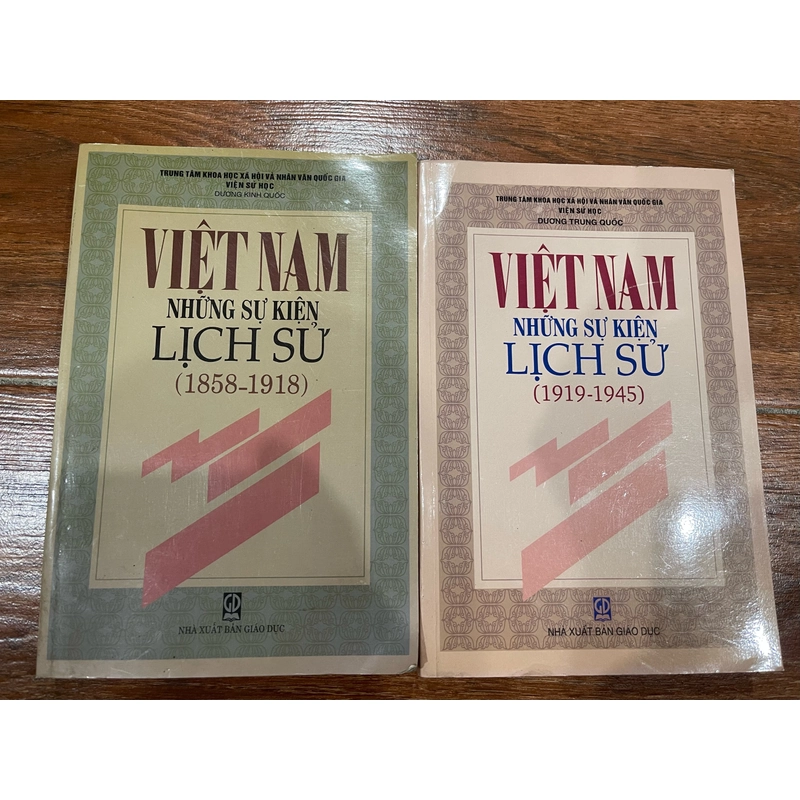 TRUNG TÂM KHOA HỌC XÃ HỘI VÀ NHÂN VĂN QUỐC GIA
VIỆN SỬ HỌC
DƯƠNG KINH QUỐC
VIỆT NAM
NHỮNG SỰ KIỆN
LỊCH SỬ
(1858-1918)
GD
NHÀ XUẤT BẢN GIÁO DỤC
TRUNG TÂM KHOA HỌC XÃ HỘI VÀ NHÂN VĂN QUỐC GIA
VIỆN SỬ HỌC
DƯƠNG TRUNG QUỐC
VIỆT NAM
NHỮNG SỰ KIỆN
LỊCH SỬ
(1919-1945)
GD
NHÀ XUẤT BẢN GIÁO DỤC